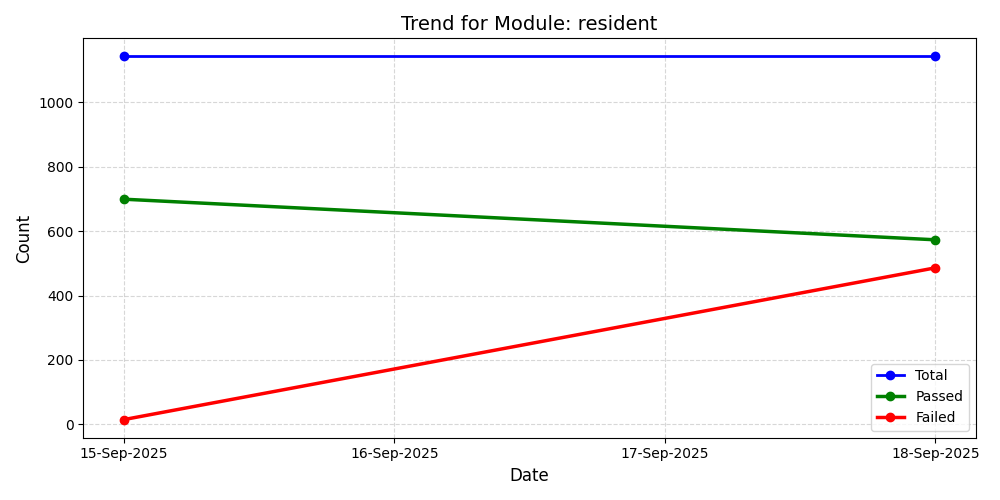 Trend for Module: resident
Count
1000
800
600
400
200
0
Total
Passed
Failed
15-Sep-2025
16-Sep-2025
17-Sep-2025
18-Sep-2025
Date